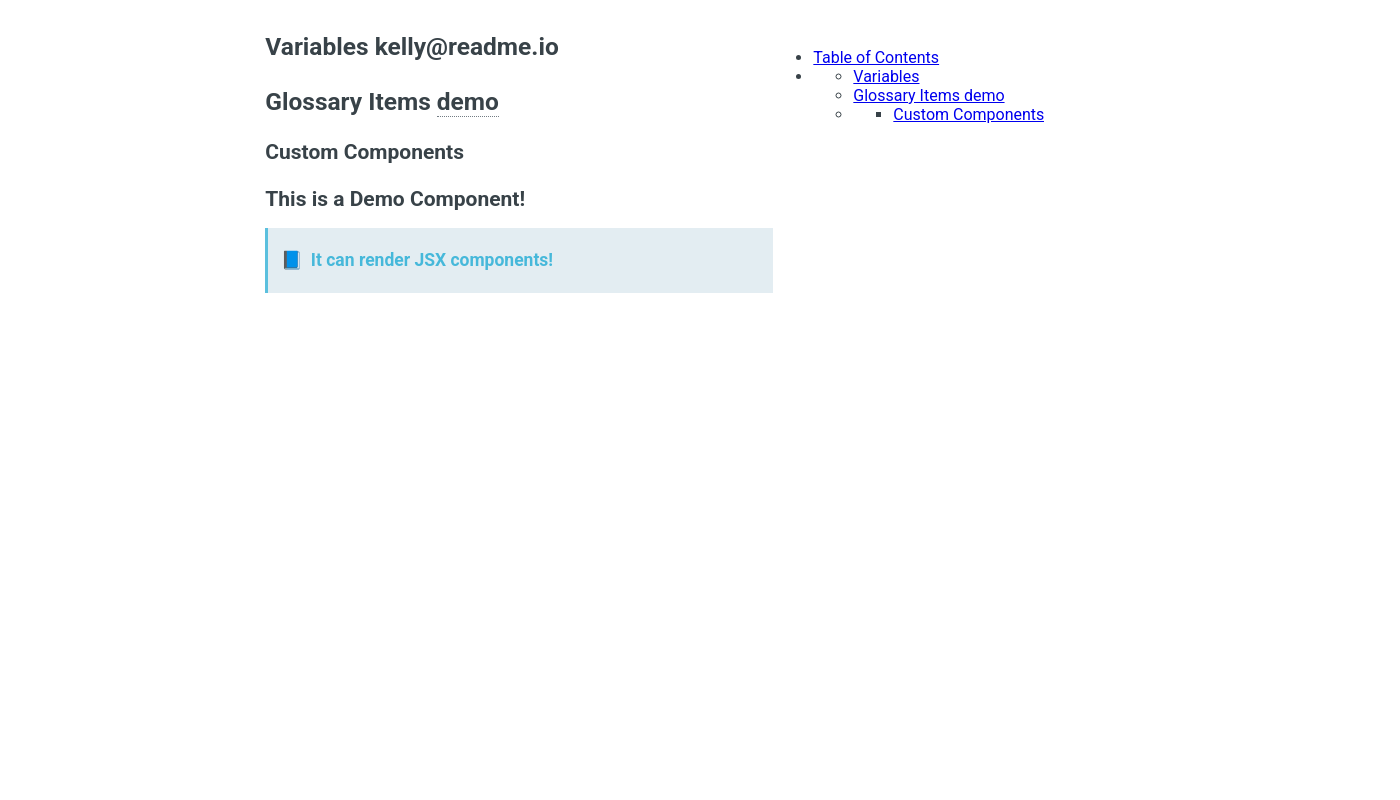 Variables kelly@readme.io
Glossary Items demo
Custom Components
This is a Demo Component!
📘 It can render JSX components!
Table of Contents
Variables
Glossary Items demo
Custom Components